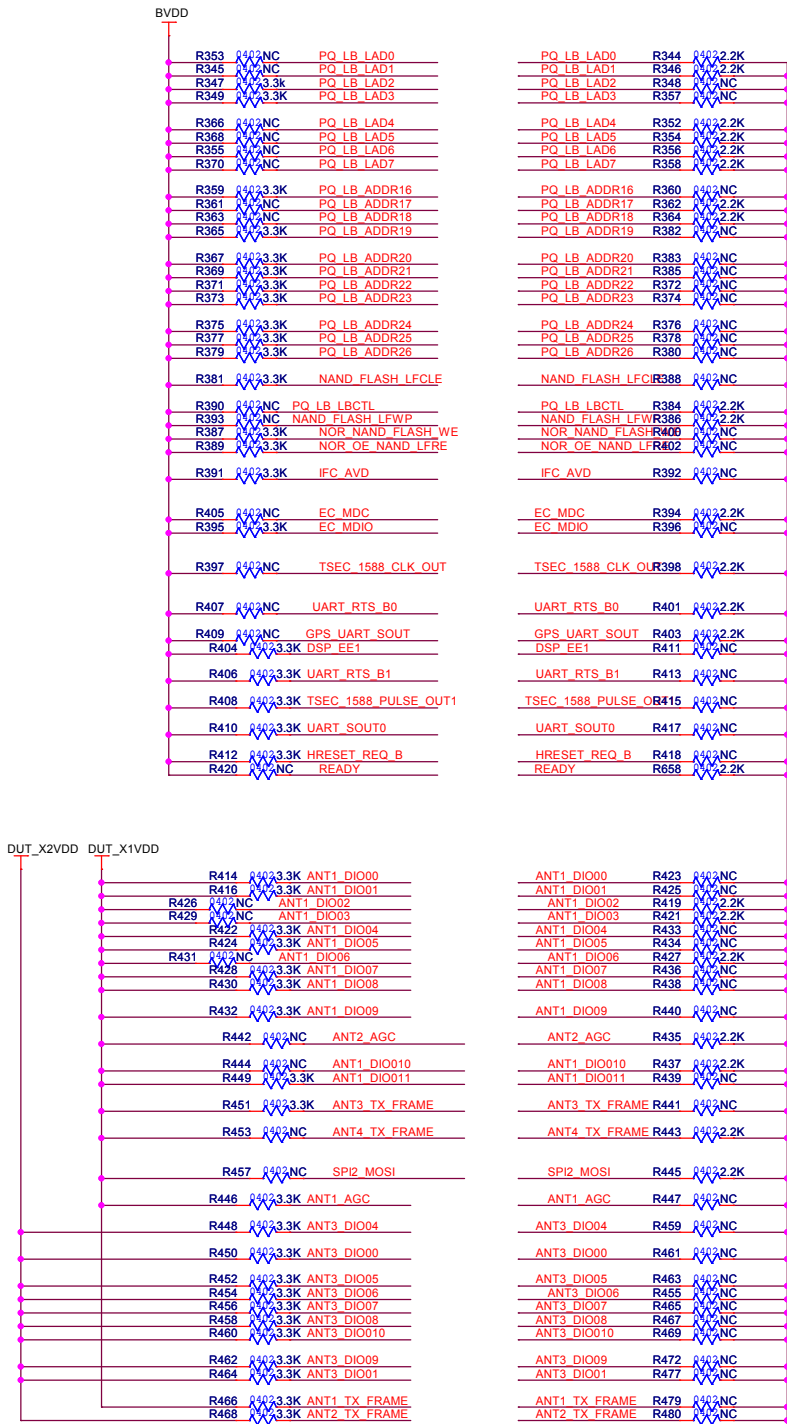 BVDD
R353 0402 NC PQ_LB_LAD0 PQ_LB_LAD0 R344 0402 2.2K
R345 0402 NC PQ_LB_LAD1 PQ_LB_LAD1 R346 0402 2.2K
R347 0402 3.3k PQ_LB_LAD2 PQ_LB_LAD2 R348 0402 NC
R349 0402 3.3K PQ_LB_LAD3 PQ_LB_LAD3 R357 0402 NC
R366 0402 NC PQ_LB_LAD4 PQ_LB_LAD4 R352 0402 2.2K
R368 0402 NC PQ_LB_LAD5 PQ_LB_LAD5 R354 0402 2.2K
R355 0402 NC PQ_LB_LAD6 PQ_LB_LAD6 R356 0402 2.2K
R370 0402 NC PQ_LB_LAD7 PQ_LB_LAD7 R358 0402 2.2K
R359 0402 3.3K PQ_LB_ADDR16 PQ_LB_ADDR16 R360 0402 NC
R361 0402 NC PQ_LB_ADDR17 PQ_LB_ADDR17 R362 0402 2.2K
R363 0402 NC PQ_LB_ADDR18 PQ_LB_ADDR18 R364 0402 2.2K
R365 0402 3.3K PQ_LB_ADDR19 PQ_LB_ADDR19 R382 0402 NC
R367 0402 3.3K PQ_LB_ADDR20 PQ_LB_ADDR20 R383 0402 NC
R369 0402 3.3K PQ_LB_ADDR21 PQ_LB_ADDR21 R385 0402 NC
R371 0402 3.3K PQ_LB_ADDR22 PQ_LB_ADDR22 R372 0402 NC
R373 0402 3.3K PQ_LB_ADDR23 PQ_LB_ADDR23 R374 0402 NC
R375 0402 3.3K PQ_LB_ADDR24 PQ_LB_ADDR24 R376 0402 NC
R377 0402 3.3K PQ_LB_ADDR25 PQ_LB_ADDR25 R378 0402 NC
R379 0402 3.3K PQ_LB_ADDR26 PQ_LB_ADDR26 R380 0402 NC
R381 0402 3.3K NAND_FLASH_LFCLE NAND_FLASH_LFCLE R388 0402 NC
R390 0402 NC PQ_LB_LBCTL PQ_LB_LBCTL R384 0402 2.2K
R393 0402 NC NAND_FLASH_LFWP NAND_FLASH_LFWP R386 0402 2.2K
R387 0402 3.3K NOR_NAND_FLASH_WE NOR_NAND_FLASH_WE R400 0402 NC
R389 0402 3.3K NOR_OE_NAND_LFRE NOR_OE_NAND_LFRE R402 0402 NC
R391 0402 3.3K IFC_AVD IFC_AVD R392 0402 NC
R405 0402 NC EC_MDC EC_MDC R394 0402 2.2K
R395 0402 3.3K EC_MDIO EC_MDIO R396 0402 NC
R397 0402 NC TSEC_1588_CLK_OUT TSEC_1588_CLK_OUT R398 0402 2.2K
R407 0402 NC UART_RTS_B0 UART_RTS_B0 R401 0402 2.2K
R409 0402 NC GPS_UART_SOUT GPS_UART_SOUT R403 0402 2.2K
R404 0402 3.3K DSP_EE1 DSP_EE1 R411 0402 NC
R406 0402 3.3K UART_RTS_B1 UART_RTS_B1 R413 0402 NC
R408 0402 3.3K TSEC_1588_PULSE_OUT1 TSEC_1588_PULSE_OUT1 R415 0402 NC
R410 0402 3.3K UART_SOUT0 UART_SOUT0 R417 0402 NC
R412 0402 3.3K HRESET_REQ_B HRESET_REQ_B R418 0402 NC
R420 0402 NC READY READY R658 0402 2.2K
DUT_X2VDD DUT_X1VDD
R414 0402 3.3K ANT1_DIO00 ANT1_DIO00 R423 0402 NC
R416 0402 3.3K ANT1_DIO01 ANT1_DIO01 R425 0402 NC
R426 0402 NC ANT1_DIO02 ANT1_DIO02 R419 0402 2.2K
R429 0402 NC ANT1_DIO03 ANT1_DIO03 R421 0402 2.2K
R422 0402 3.3K ANT1_DIO04 ANT1_DIO04 R433 0402 NC
R424 0402 3.3K ANT1_DIO05 ANT1_DIO05 R434 0402 NC
R431 0402 NC ANT1_DIO06 ANT1_DIO06 R427 0402 2.2K
R428 0402 3.3K ANT1_DIO07 ANT1_DIO07 R436 0402 NC
R430 0402 3.3K ANT1_DIO08 ANT1_DIO08 R438 0402 NC
R432 0402 3.3K ANT1_DIO09 ANT1_DIO09 R440 0402 NC
R442 0402 NC ANT2_AGC ANT2_AGC R435 0402 2.2K
R444 0402 NC ANT1_DIO010 ANT1_DIO010 R437 0402 2.2K
R449 0402 3.3K ANT1_DIO011 ANT1_DIO011 R439 0402 NC
R451 0402 3.3K ANT3_TX_FRAME ANT3_TX_FRAME R441 0402 NC
R453 0402 NC ANT4_TX_FRAME ANT4_TX_FRAME R443 0402 2.2K
R457 0402 NC SPI2_MOSI SPI2_MOSI R445 0402 2.2K
R446 0402 3.3K ANT1_AGC ANT1_AGC R447 0402 NC
R448 0402 3.3K ANT3_DIO04 ANT3_DIO04 R459 0402 NC
R450 0402 3.3K ANT3_DIO00 ANT3_DIO00 R461 0402 NC
R452 0402 3.3K ANT3_DIO05 ANT3_DIO05 R463 0402 NC
R454 0402 3.3K ANT3_DIO06 ANT3_DIO06 R455 0402 NC
R456 0402 3.3K ANT3_DIO07 ANT3_DIO07 R465 0402 NC
R458 0402 3.3K ANT3_DIO08 ANT3_DIO08 R467 0402 NC
R460 0402 3.3K ANT3_DIO010 ANT3_DIO010 R469 0402 NC
R462 0402 3.3K ANT3_DIO09 ANT3_DIO09 R472 0402 NC
R464 0402 3.3K ANT3_DIO01 ANT3_DIO01 R477 0402 NC
R466 0402 3.3K ANT1_TX_FRAME ANT1_TX_FRAME R479 0402 NC
R468 0402 3.3K ANT2_TX_FRAME ANT2_TX_FRAME R480 0402 NC